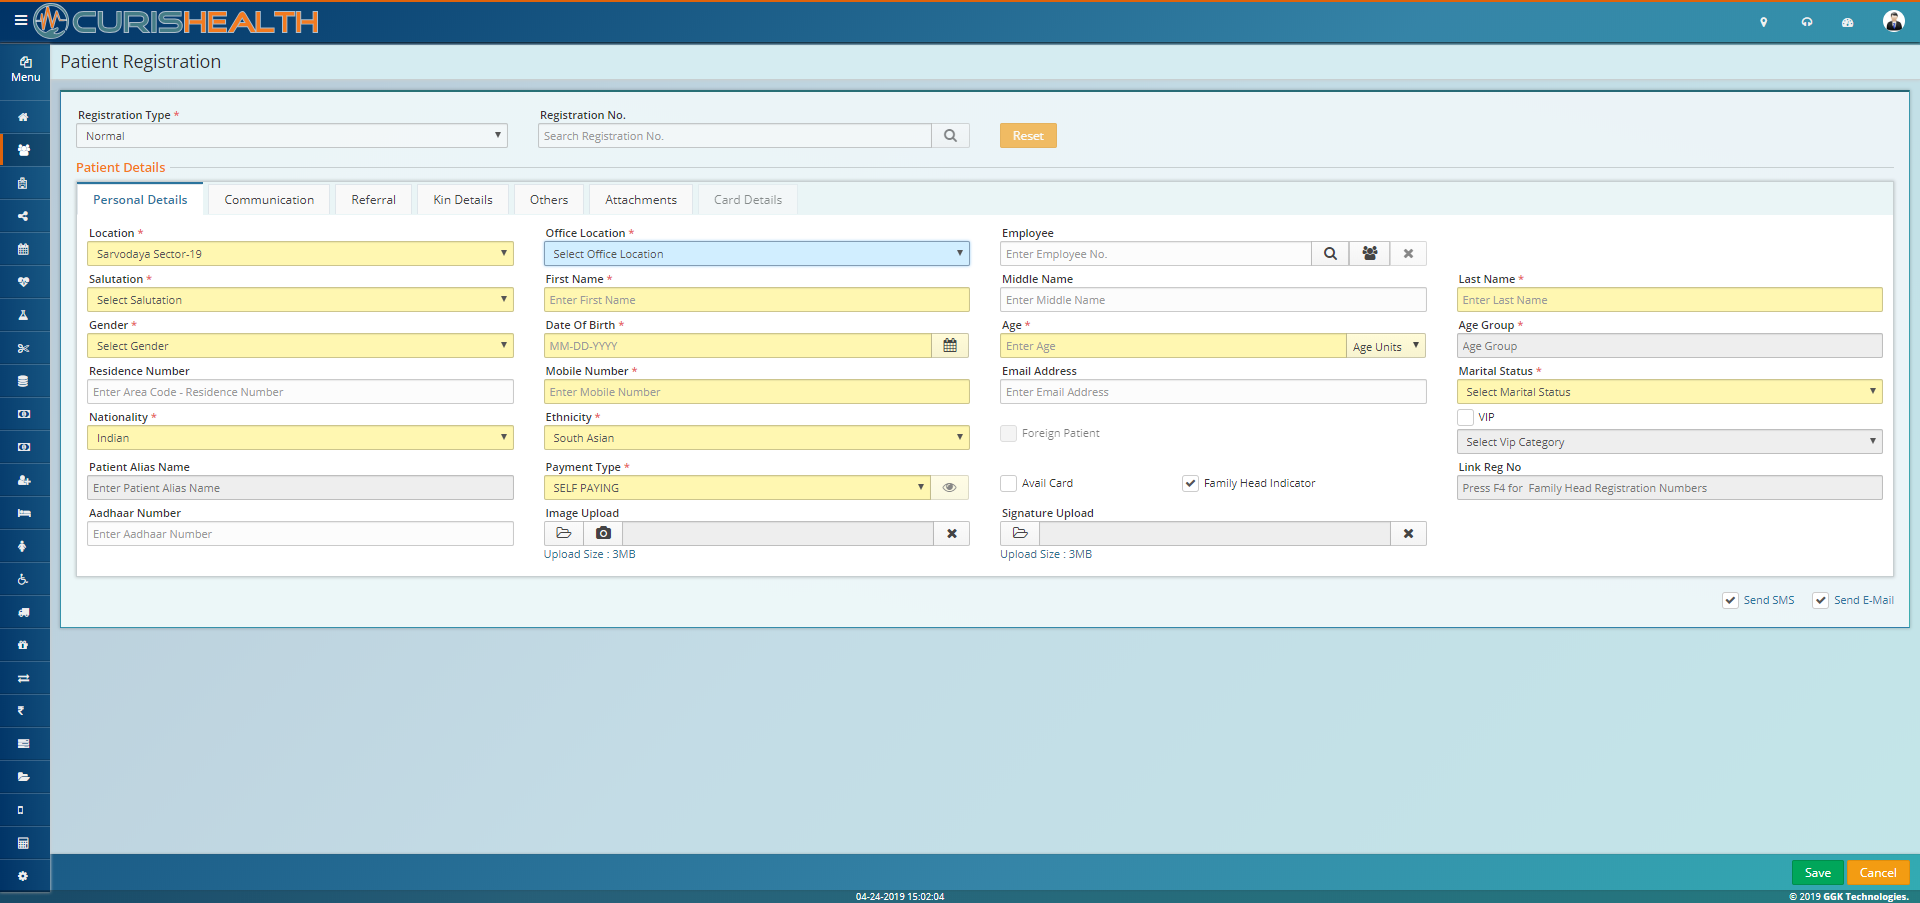 CURISHEALTH
Menu
Patient Registration
Registration Type *
Registration No.
Normal
Search Registration No.
Reset
Patient Details
Personal Details
Communication
Referral
Kin Details
Others
Attachments
Card Details
Location *
Office Location *
Employee
Sarvodaya Sector-19
Select Office Location
Enter Employee No.
Salutation *
First Name *
Middle Name
Last Name *
Select Salutation
Enter First Name
Enter Middle Name
Enter Last Name
Gender *
Date Of Birth *
Age *
Age Group *
Select Gender
MM-DD-YYYY
Enter Age
Age Units
Age Group
Residence Number
Mobile Number *
Email Address
Marital Status *
Enter Area Code - Residence Number
Enter Mobile Number
Enter Email Address
Select Marital Status
Nationality *
Ethnicity *
VIP
Indian
South Asian
Foreign Patient
Select Vip Category
Patient Alias Name
Payment Type *
Link Reg No
Enter Patient Alias Name
SELF PAYING
Avail Card
Family Head Indicator
Press F4 for Family Head Registration Numbers
Aadhaar Number
Image Upload
Signature Upload
Enter Aadhaar Number
Upload Size : 3MB
Upload Size : 3MB
Send SMS
Send E-Mail
Save
Cancel
04-24-2019 15:02:04
© 2019 GGK Technologies.